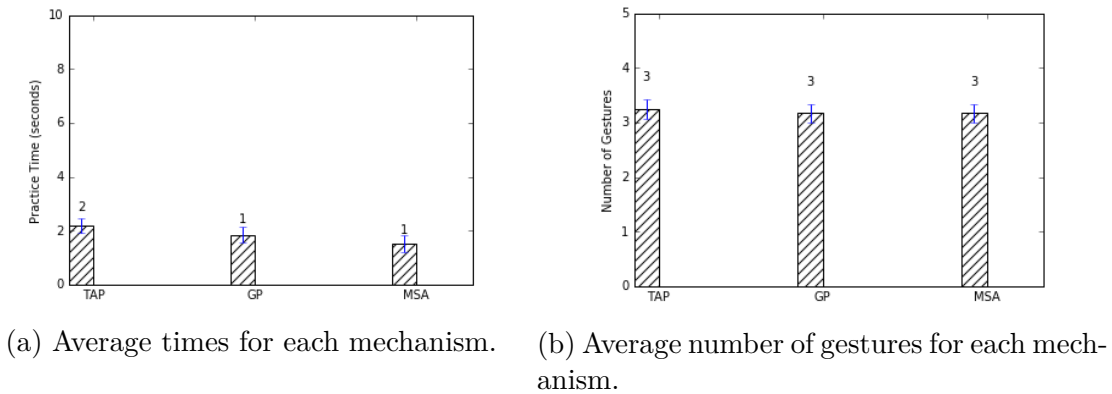 10
8
6
4
2
0
Practice Time (seconds)
2
1
1
TAP GP MSA
5
4
3
2
1
0
Number of Gestures
3
3
3
TAP GP MSA
(a) Average times for each mechanism.
(b) Average number of gestures for each mech-
anism.